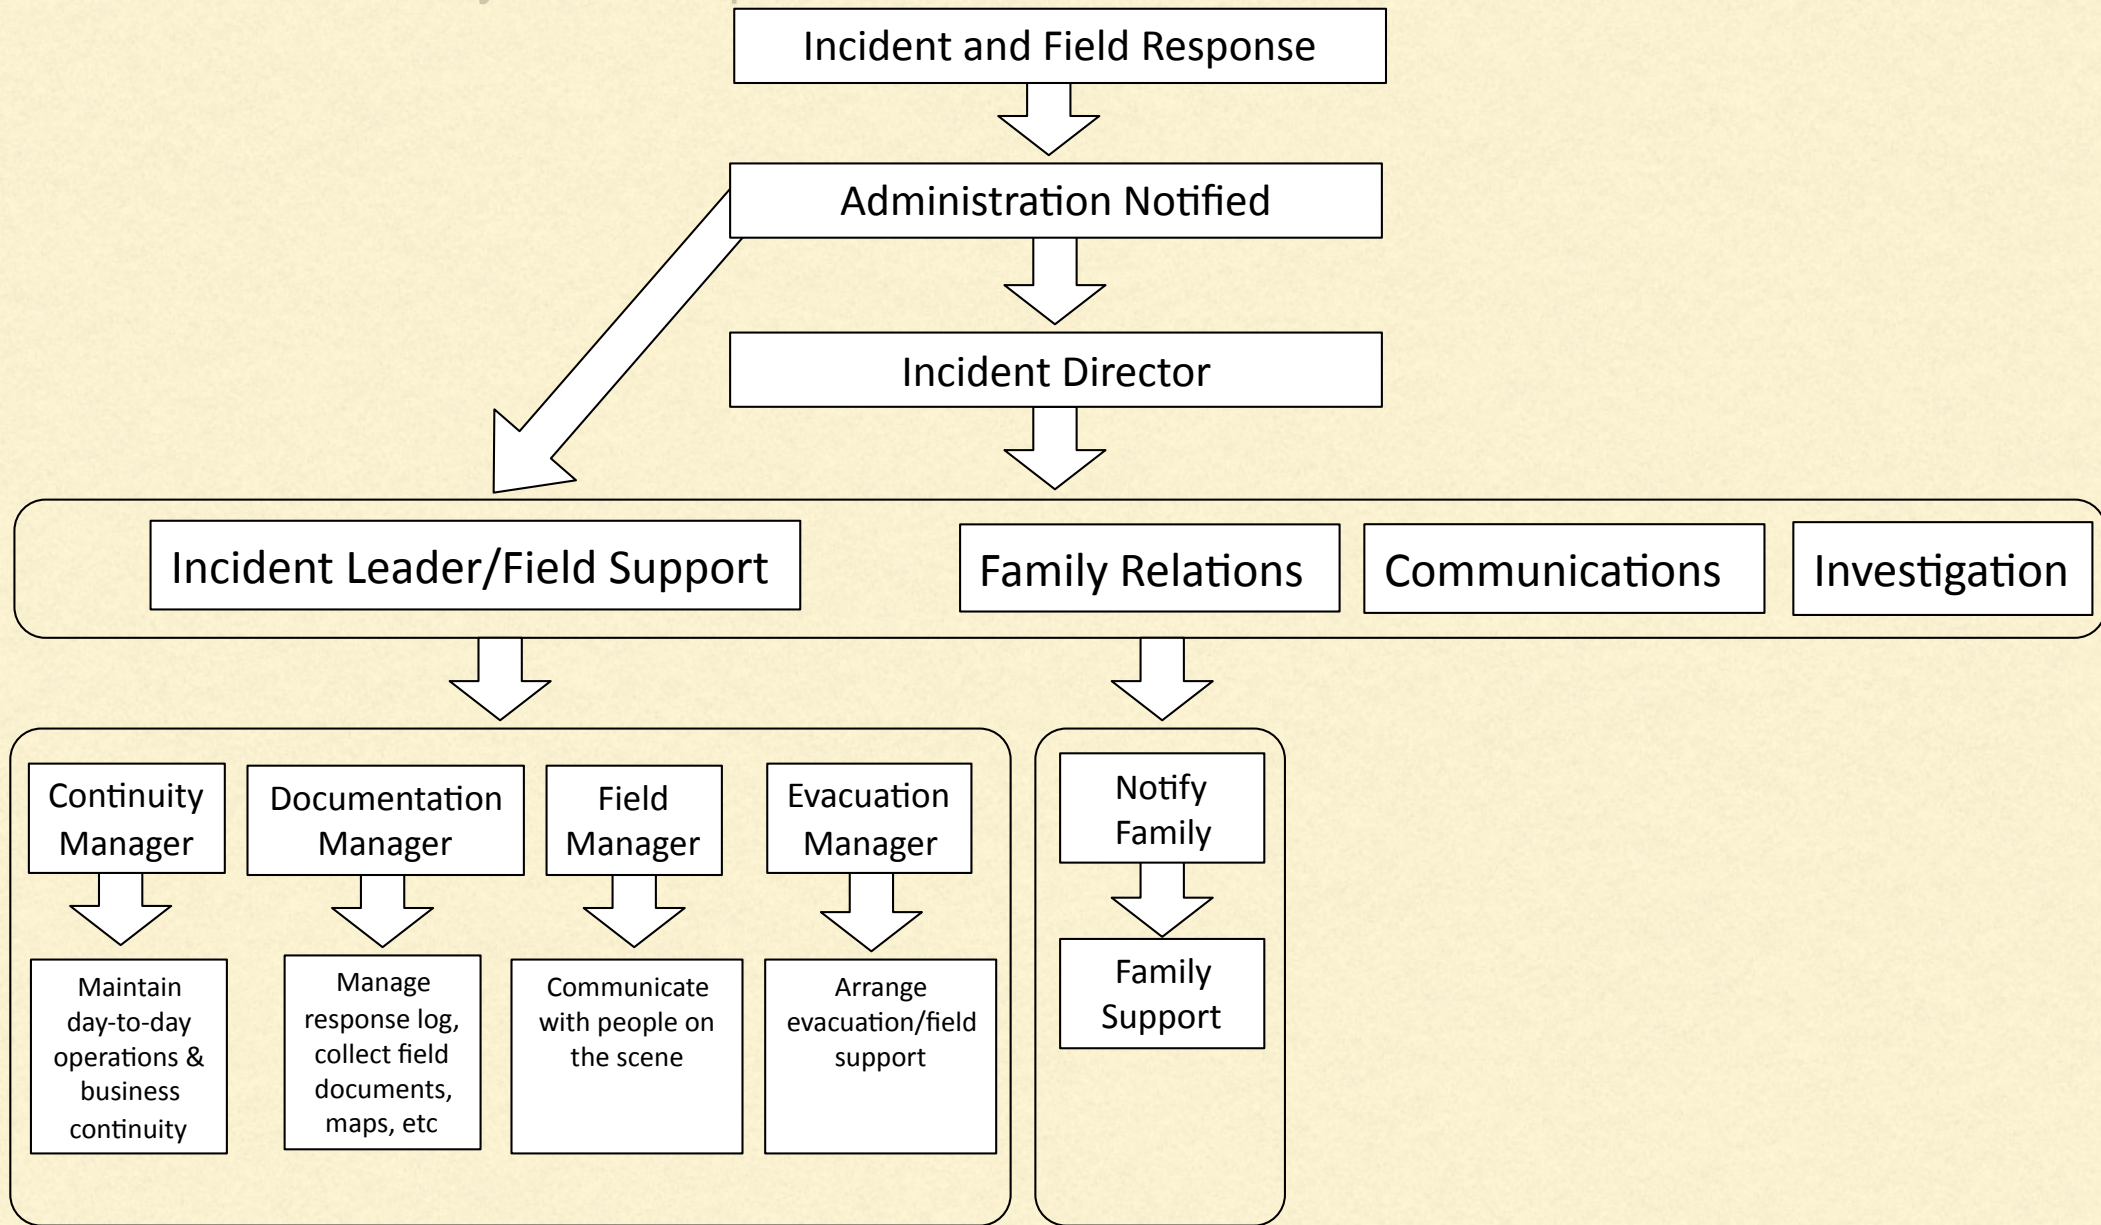 Incident and Field Response
Administration Notified
Incident Director
Incident Leader/Field Support
Family Relations
Communications
Investigation
Continuity
Manager
Documentation
Manager
Field
Manager
Evacuation
Manager
Notify
Family
Maintain
day-to-day
operations &
business
continuity
Manage
response log,
collect field
documents,
maps, etc
Communicate
with people on
the scene
Arrange
evacuation/field
support
Family
Support